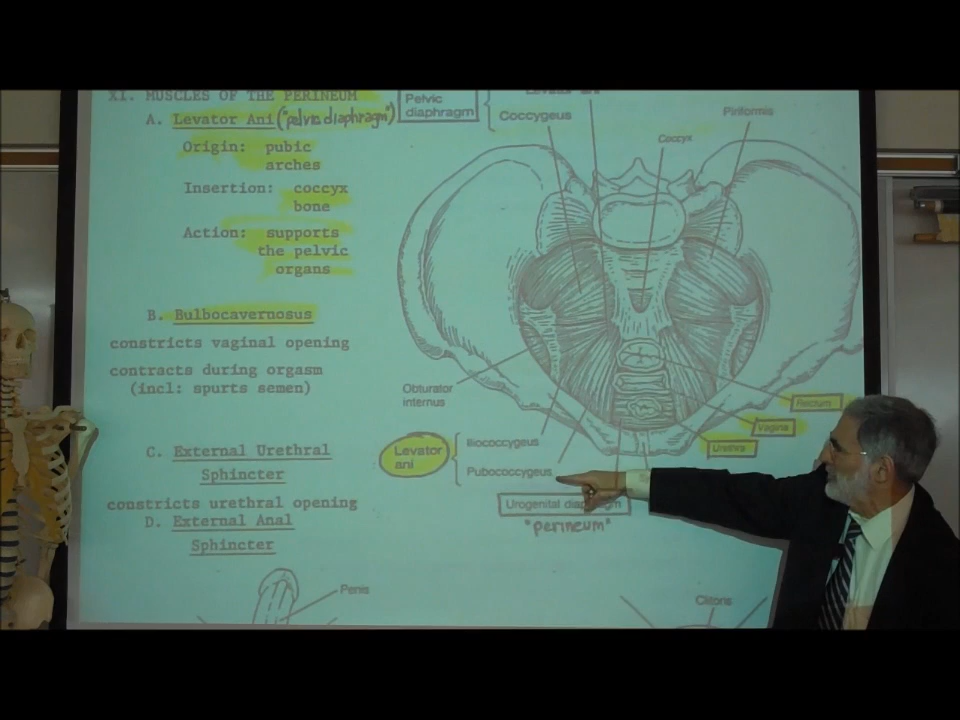 XI. MUSCLES OF THE PERINEUM
A. Levator Ani ("pelvic diaphragm")
Origin: pubic
arches
Insertion: coccyx
bone
Action: supports
the pelvic
organs
B. Bulbocavernosus
constricts vaginal opening
contracts during orgasm
(incl: spurts semen)
C. External Urethral
Sphincter
constricts urethral opening
D. External Anal
Sphincter
Penis
Pelvic
diaphragm
Levator ani
Coccygeus
Coccyx
Piriformis
Obturator
internus
Rectum
Vagina
Urethra
Levator
ani
Iliococcygeus
Pubococcygeus
Urogenital diaphragm
"perineum"
Clitoris